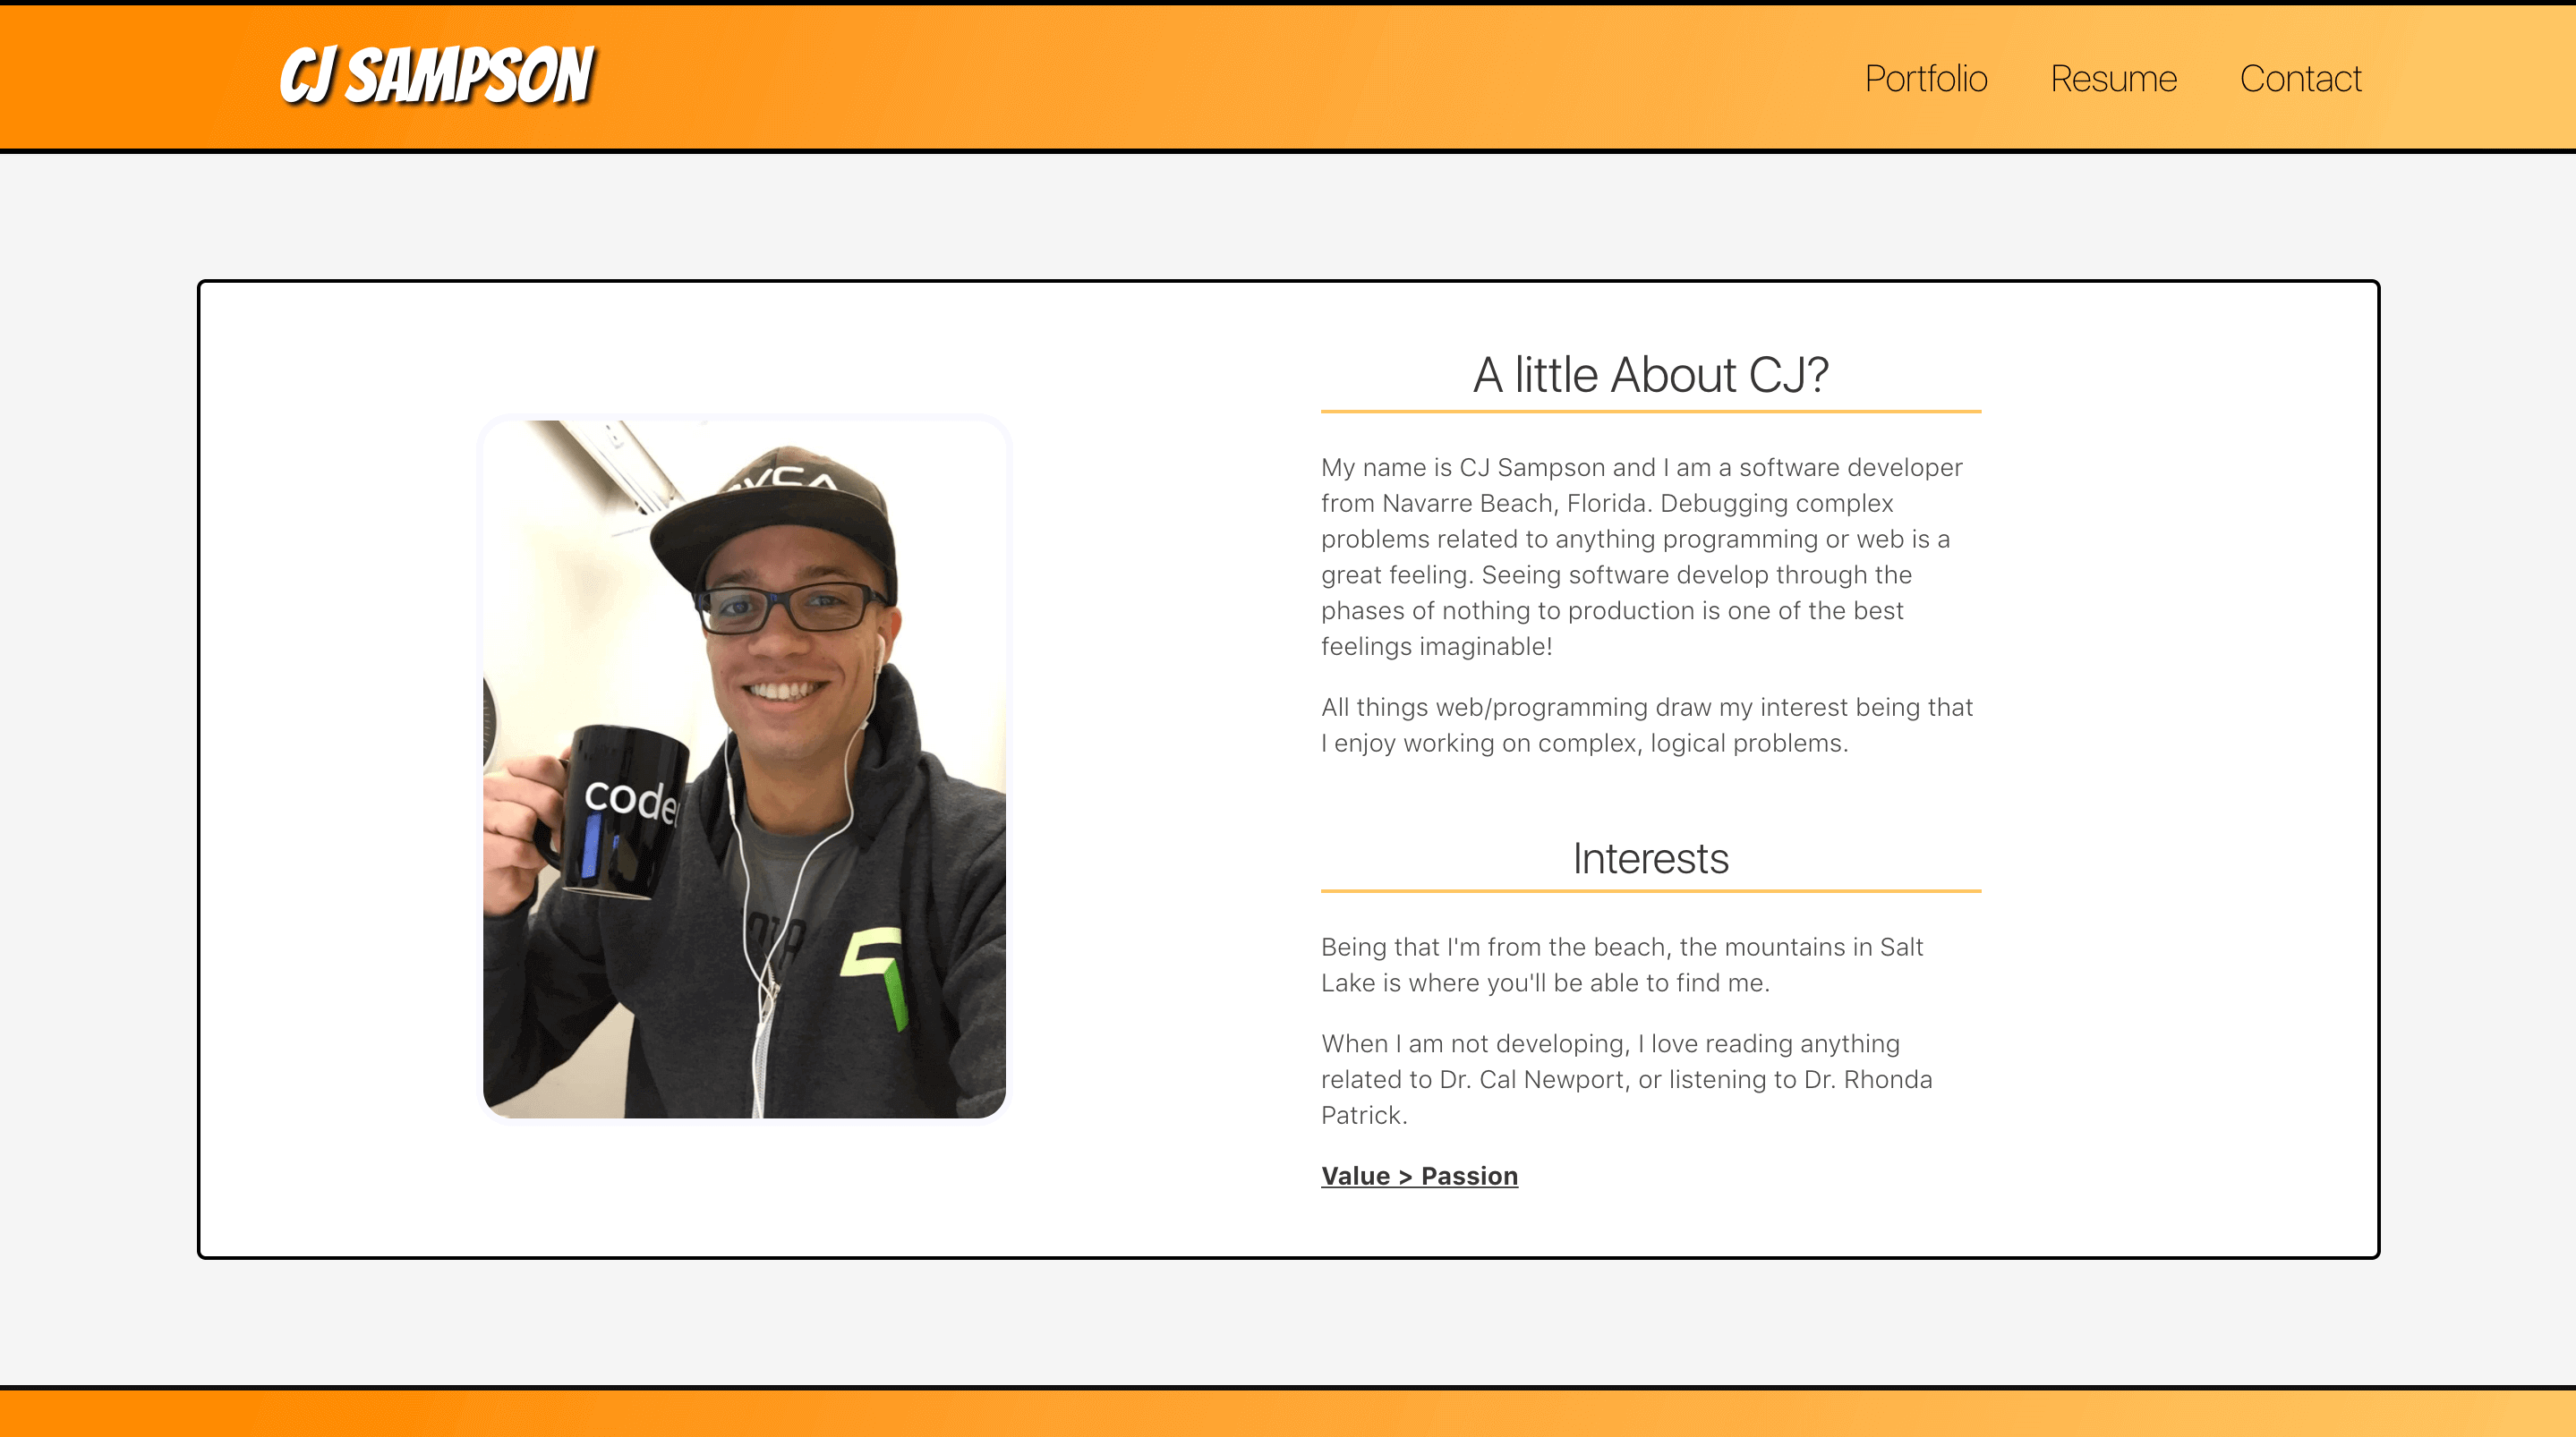 CJ SAMPSON
Portfolio
Resume
Contact
A little About CJ?
My name is CJ Sampson and I am a software developer
from Navarre Beach, Florida. Debugging complex
problems related to anything programming or web is a
great feeling. Seeing software develop through the
phases of nothing to production is one of the best
feelings imaginable!
All things web/programming draw my interest being that
I enjoy working on complex, logical problems.
Interests
Being that I'm from the beach, the mountains in Salt
Lake is where you'll be able to find me.
When I am not developing, I love reading anything
related to Dr. Cal Newport, or listening to Dr. Rhonda
Patrick.
Value > Passion
code